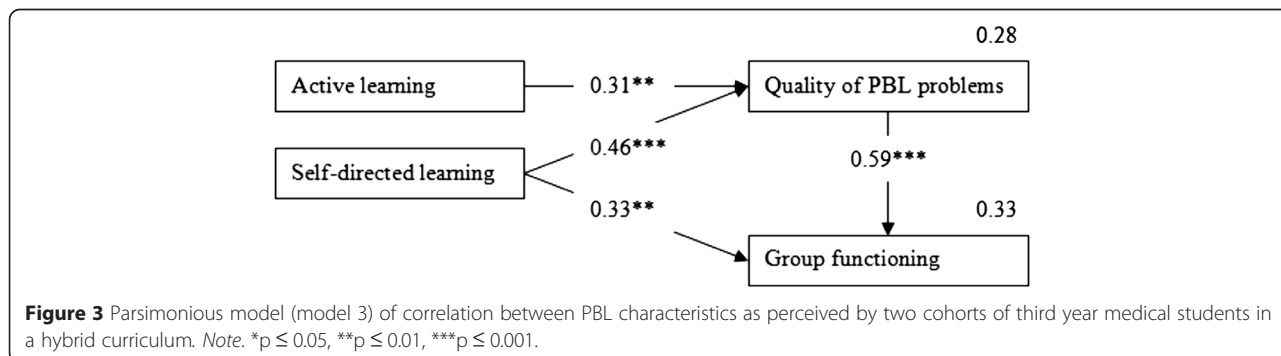 0.28
Active learning
0.31**
Quality of PBL problems
0.46***
0.59***
Self-directed learning
0.33**
0.33
Group functioning
Figure 3 Parsimonious model (model 3) of correlation between PBL characteristics as perceived by two cohorts of third year medical students in
a hybrid curriculum. Note. *p ≤ 0.05, **p ≤ 0.01, ***p ≤ 0.001.